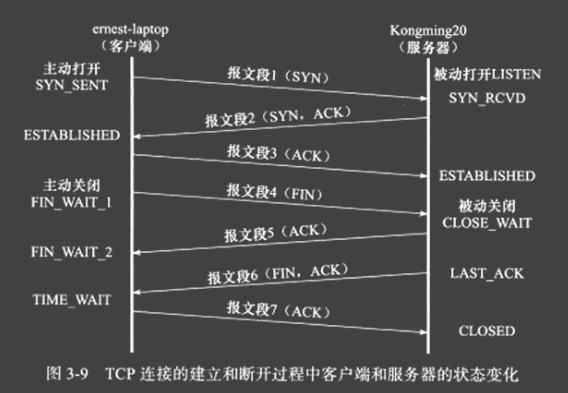 ernest-laptop
（客户端）
Kongming20
（服务器）
主动打开
SYN_SENT
报文段1（SYN）
被动打开LISTEN
SYN_RCVD
报文段2（SYN，ACK）
ESTABLISHED
报文段3（ACK）
ESTABLISHED
主动关闭
FIN_WAIT_1
报文段4（FIN）
被动关闭
CLOSE_WAIT
报文段5（ACK）
FIN_WAIT_2
报文段6（FIN，ACK）
LAST_ACK
TIME_WAIT
报文段7（ACK）
CLOSED
图 3-9 TCP 连接的建立和断开过程中客户端和服务器的状态变化